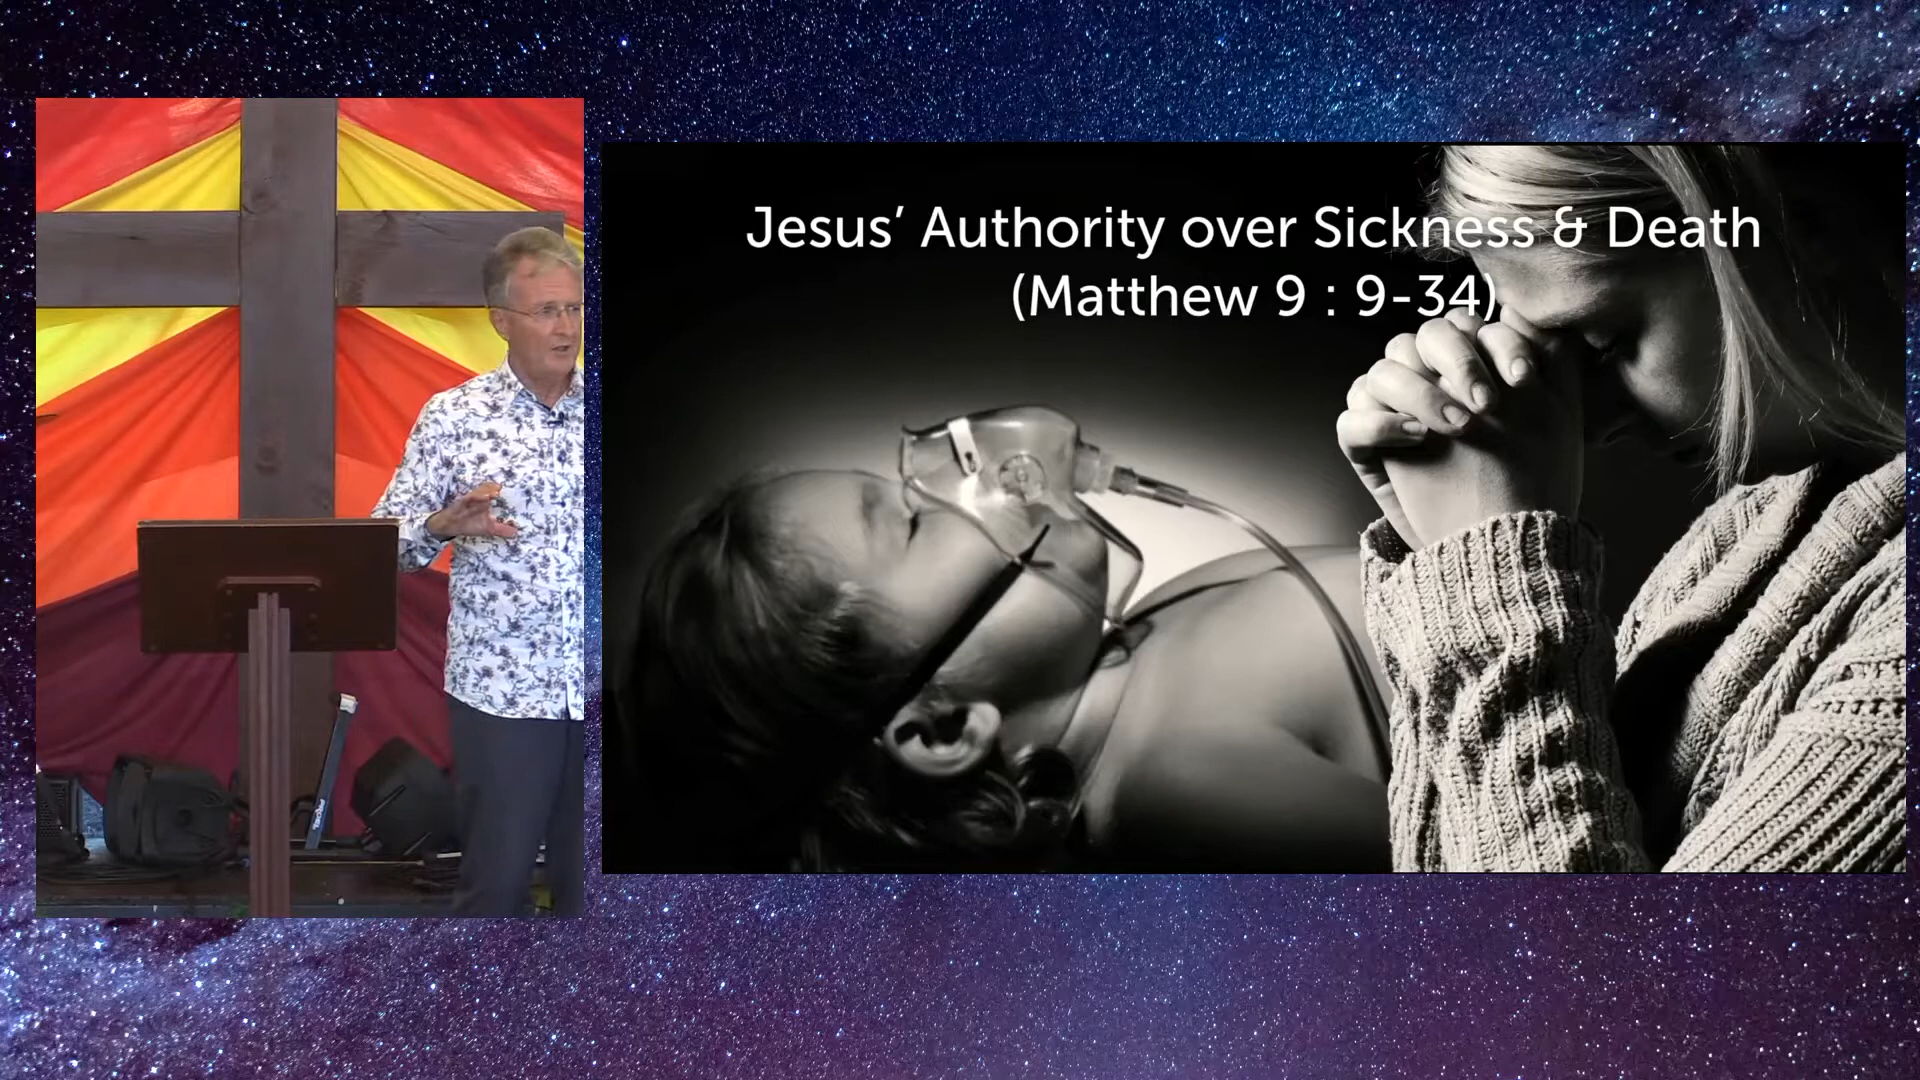 Jesus’ Authority over Sickness & Death
(Matthew 9 : 9-34)